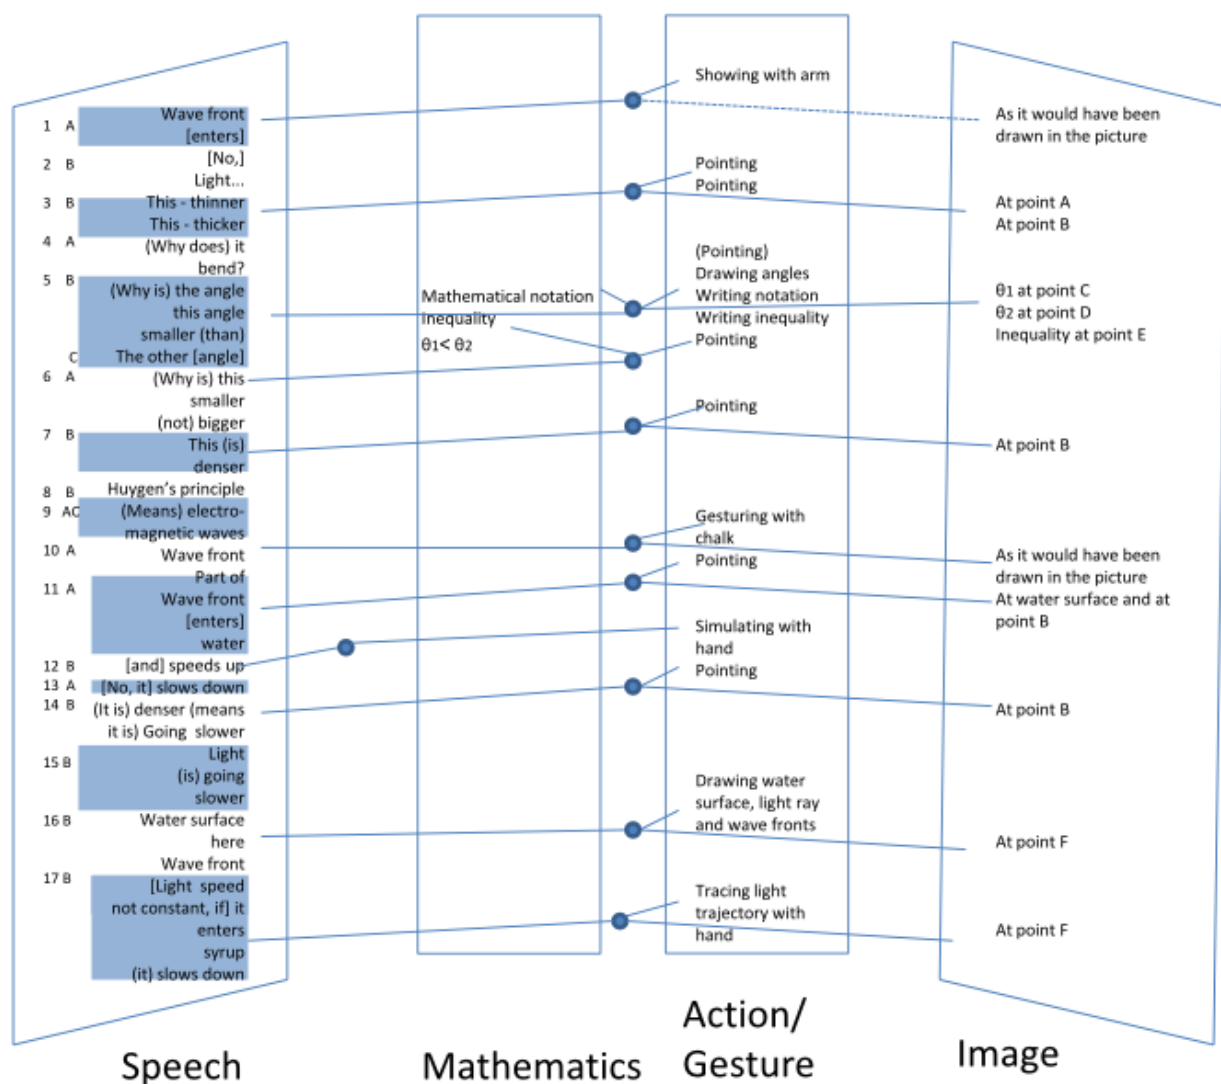 1 A Wave front
[enters]
2 B [No,]
Light...
3 B This - thinner
This - thicker
4 A (Why does) it
bend?
5 B (Why is) the angle
this angle
smaller (than)
C The other [angle]
6 A (Why is) this
smaller
(not) bigger
7 B This (is)
denser
8 B Huygen's principle
9 AC (Means) electro-
magnetic waves
10 A Wave front
11 A Part of
Wave front
[enters]
water
12 B [and] speeds up
13 A [No, it] slows down
14 B (It is) denser (means
it is) Going slower
15 B Light
(is) going
slower
16 B Water surface
here
Wave front
17 B [Light speed
not constant, if] it
enters
syrup
(it) slows down
Speech
Mathematical notation
Inequality
θ1< θ2
Mathematics
Showing with arm
Pointing
Pointing
(Pointing)
Drawing angles
Writing notation
Writing inequality
Pointing
Pointing
Gesturing with
chalk
Pointing
Simulating with
hand
Pointing
Drawing water
surface, light ray
and wave fronts
Tracing light
trajectory with
hand
Action/
Gesture
As it would have been
drawn in the picture
At point A
At point B
θ1 at point C
θ2 at point D
Inequality at point E
At point B
As it would have been
drawn in the picture
At water surface and at
point B
At point B
At point F
At point F
Image